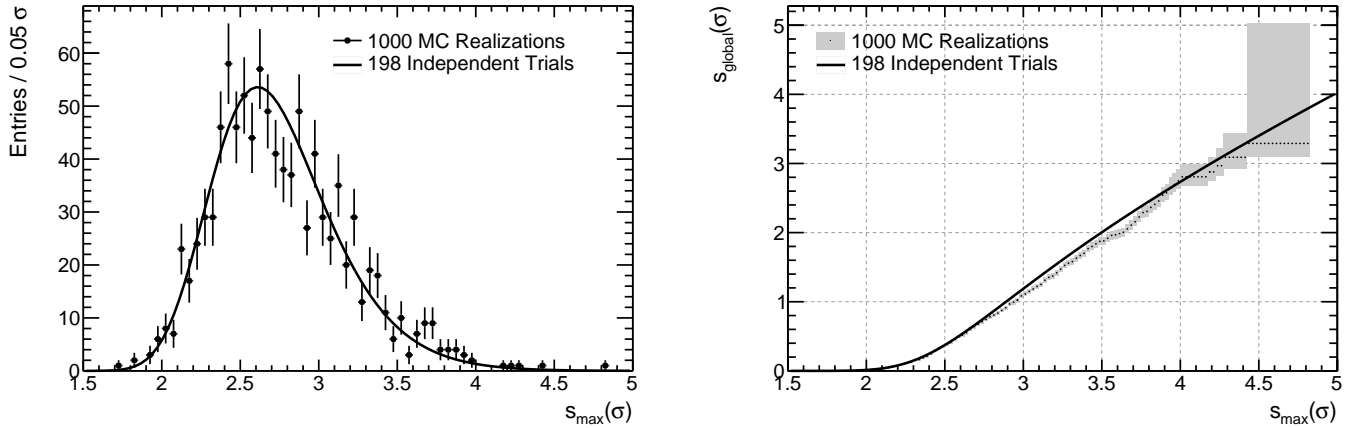 Entries / 0.05 σ
60
50
40
30
20
10
0
1000 MC Realizations
198 Independent Trials
1.5 2 2.5 3 3.5 4 4.5 5
s_max(σ)
s_global(σ)
5
4
3
2
1
0
1000 MC Realizations
198 Independent Trials
1.5 2 2.5 3 3.5 4 4.5 5
s_max(σ)